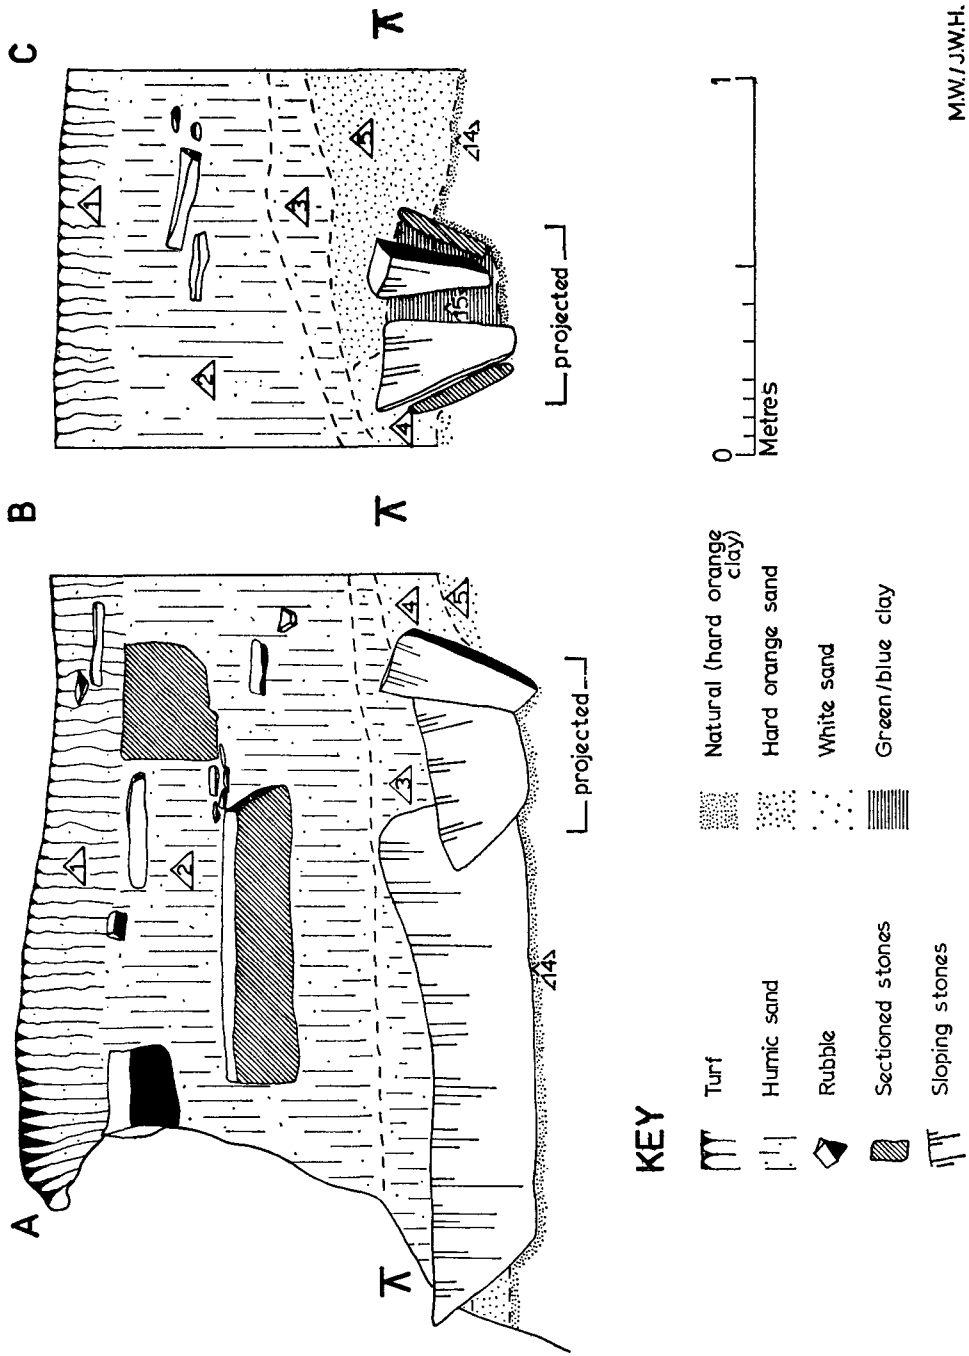 A
B
C
1
2
3
4
5
14
projected
1
2
3
4
5
14
15
projected
KEY
Turf
Humic sand
Rubble
Sectioned stones
Sloping stones
Natural (hard orange
clay)
Hard orange sand
White sand
Green/blue clay
0
1
Metres
M.W./J.W.H.